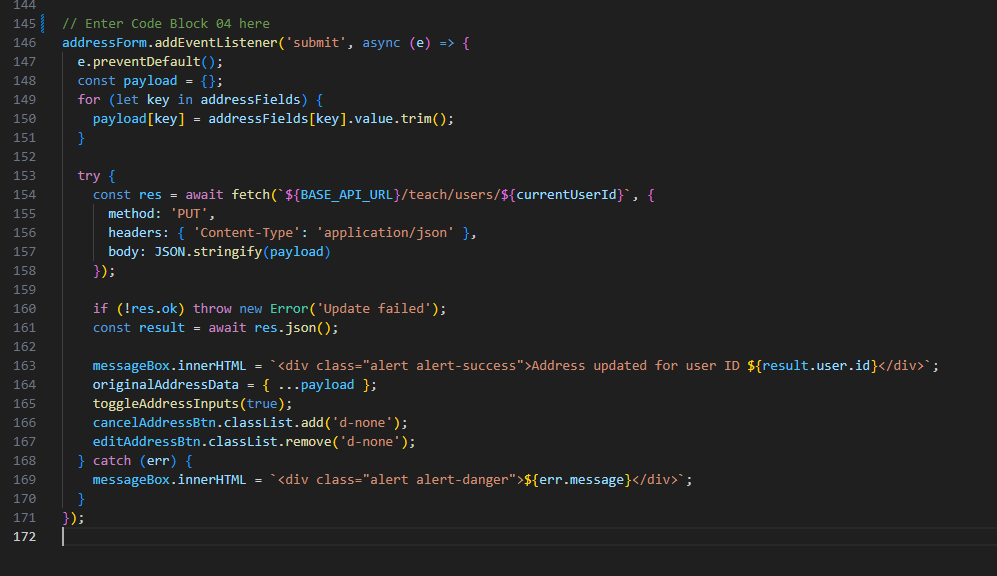 144
145 // Enter Code Block 04 here
146 addressForm.addEventListener('submit', async (e) => {
147   e.preventDefault();
148   const payload = {};
149   for (let key in addressFields) {
150     payload[key] = addressFields[key].value.trim();
151   }
152
153   try {
154     const res = await fetch(`${BASE_API_URL}/teach/users/${currentUserId}`, {
155       method: 'PUT',
156       headers: { 'Content-Type': 'application/json' },
157       body: JSON.stringify(payload)
158     });
159
160     if (!res.ok) throw new Error('Update failed');
161     const result = await res.json();
162
163     messageBox.innerHTML = `<div class="alert alert-success">Address updated for user ID ${result.user.id}</div>`;
164     originalAddressData = { ...payload };
165     toggleAddressInputs(true);
166     cancelAddressBtn.classList.add('d-none');
167     editAddressBtn.classList.remove('d-none');
168   } catch (err) {
169     messageBox.innerHTML = `<div class="alert alert-danger">${err.message}</div>`;
170   }
171 });
172